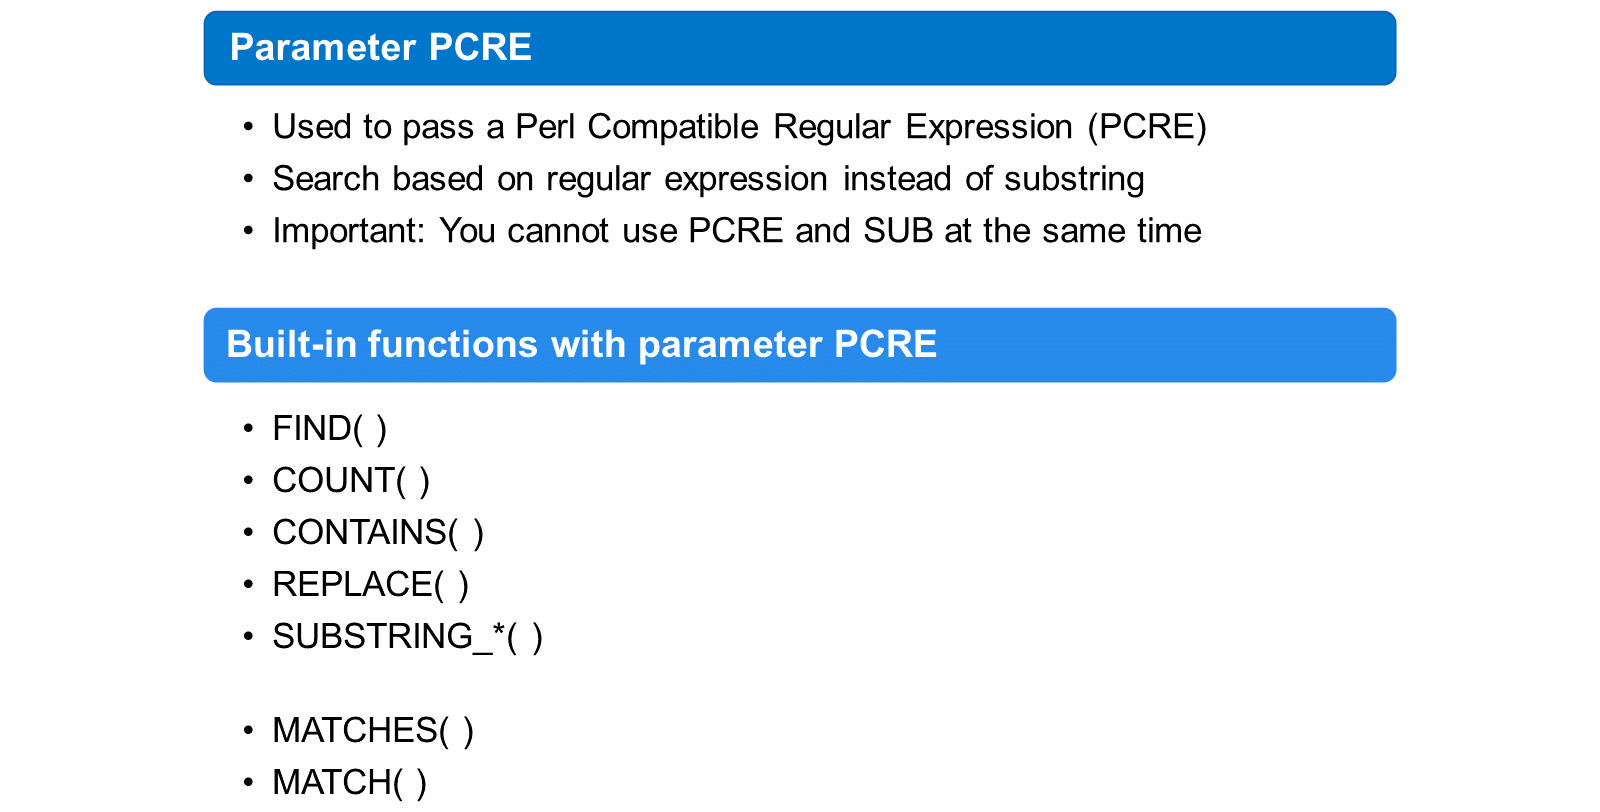 Parameter PCRE
• Used to pass a Perl Compatible Regular Expression (PCRE)
• Search based on regular expression instead of substring
• Important: You cannot use PCRE and SUB at the same time
Built-in functions with parameter PCRE
• FIND( )
• COUNT( )
• CONTAINS( )
• REPLACE( )
• SUBSTRING_*( )
• MATCHES( )
• MATCH( )